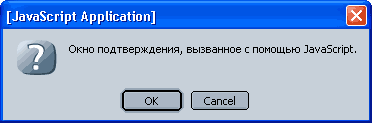 [JavaScript Application]
Окно подтверждения, вызванное с помощью JavaScript.
OK
Cancel